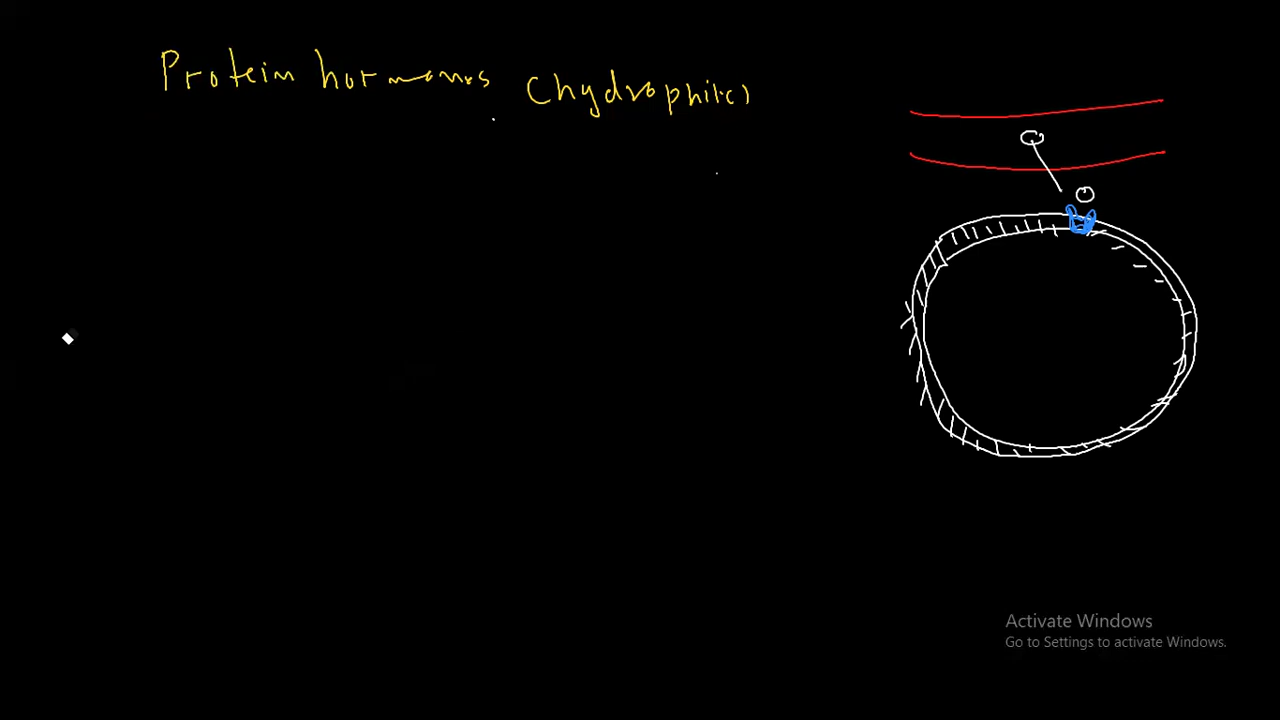 Protein hormones (hydrophilic)
Activate Windows
Go to Settings to activate Windows.